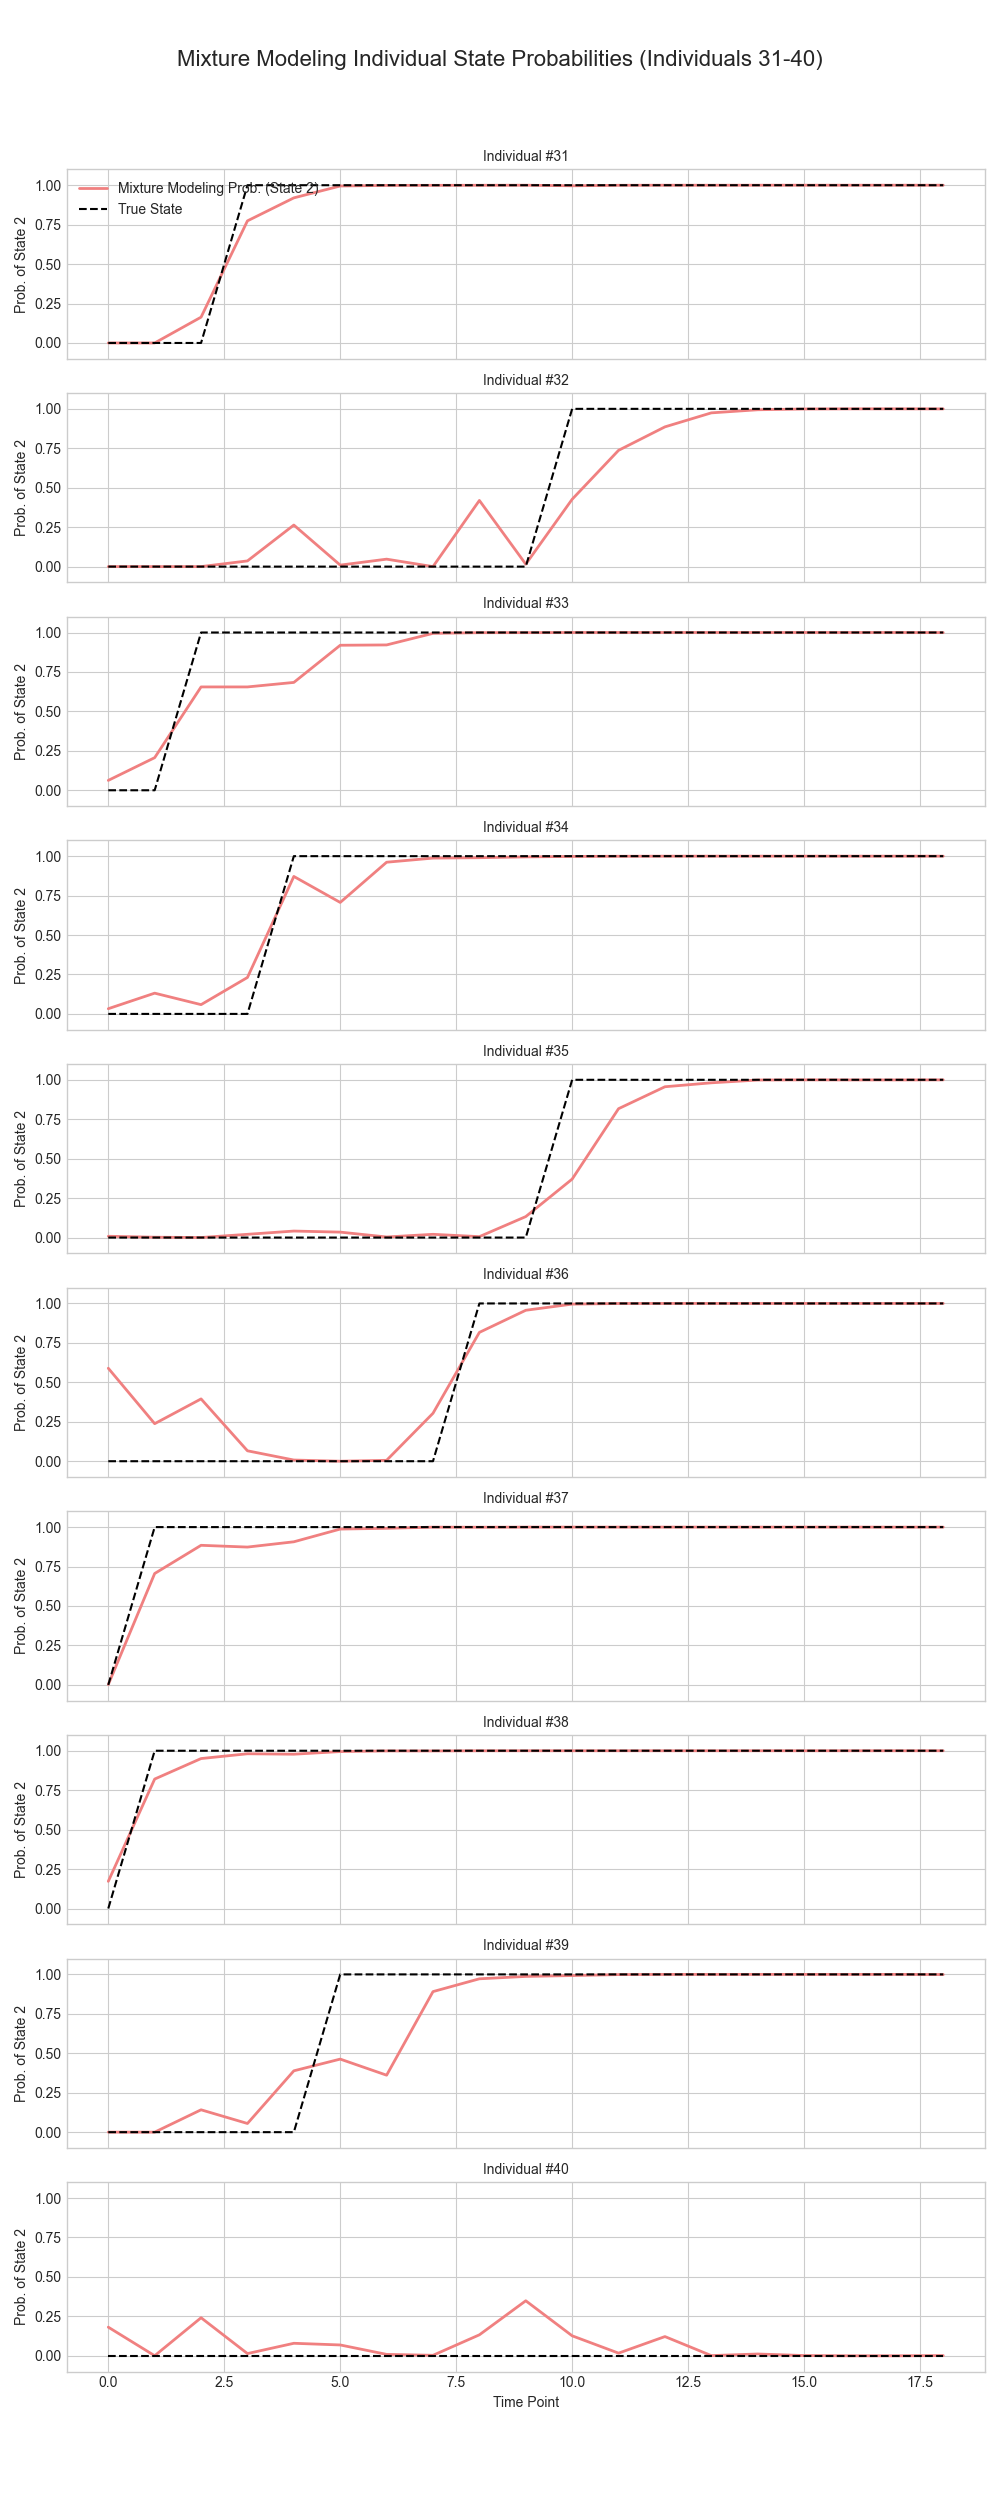 Mixture Modeling Individual State Probabilities (Individuals 31-40)
Individual #31
Mixture Modeling Prob. (State 2)
True State
Prob. of State 2
1.00
0.75
0.50
0.25
0.00
Individual #32
Prob. of State 2
1.00
0.75
0.50
0.25
0.00
Individual #33
Prob. of State 2
1.00
0.75
0.50
0.25
0.00
Individual #34
Prob. of State 2
1.00
0.75
0.50
0.25
0.00
Individual #35
Prob. of State 2
1.00
0.75
0.50
0.25
0.00
Individual #36
Prob. of State 2
1.00
0.75
0.50
0.25
0.00
Individual #37
Prob. of State 2
1.00
0.75
0.50
0.25
0.00
Individual #38
Prob. of State 2
1.00
0.75
0.50
0.25
0.00
Individual #39
Prob. of State 2
1.00
0.75
0.50
0.25
0.00
Individual #40
Prob. of State 2
1.00
0.75
0.50
0.25
0.00
0.0 2.5 5.0 7.5 10.0 12.5 15.0 17.5
Time Point